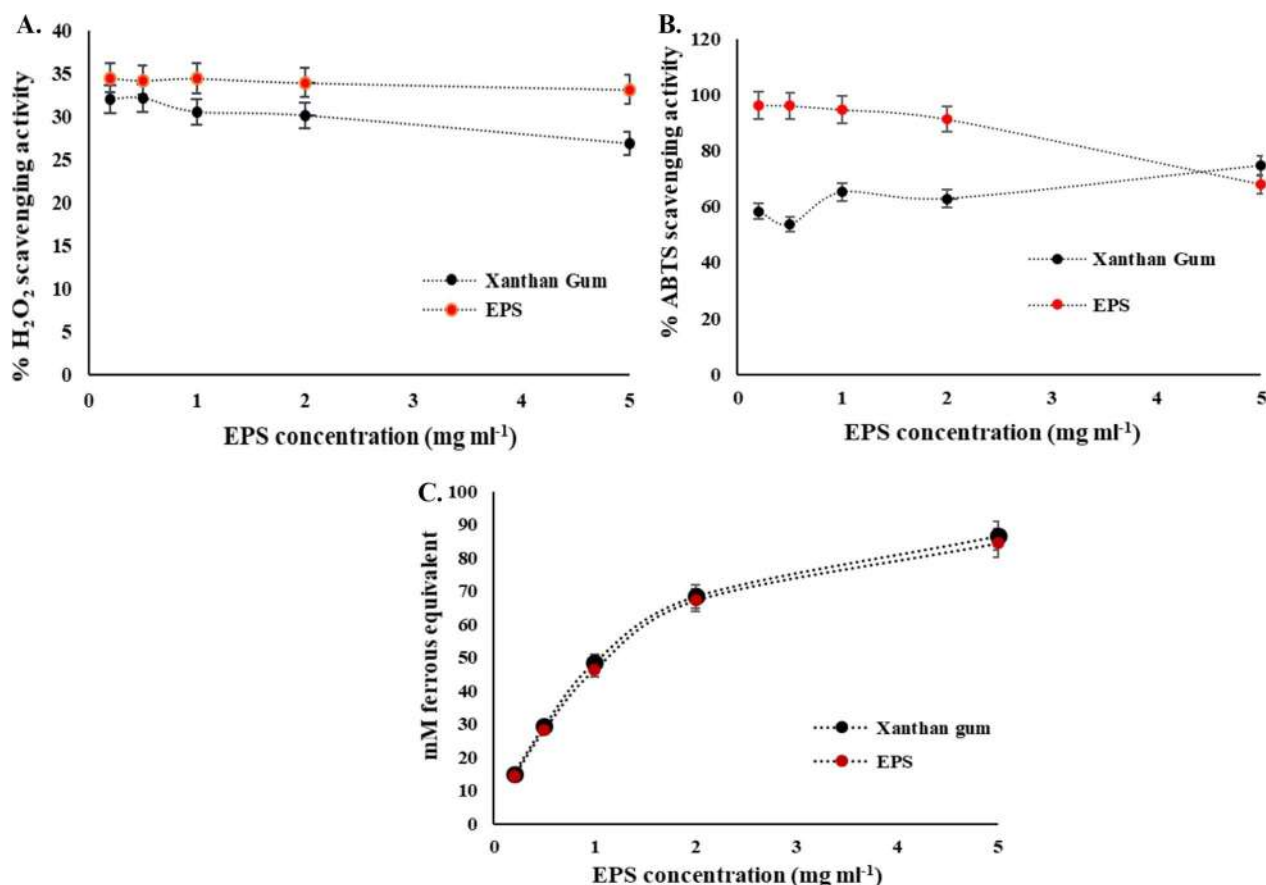 A.
40
35
30
25
20
15
10
5
0
% H₂O₂ scavenging activity
Xanthan Gum
EPS
0 1 2 3 4 5
EPS concentration (mg ml⁻¹)
B.
120
100
80
60
40
20
0
% ABTS scavenging activity
Xanthan Gum
EPS
0 1 2 3 4 5
EPS concentration (mg ml⁻¹)
C.
100
90
80
70
60
50
40
30
20
10
0
mM ferrous equivalent
Xanthan gum
EPS
0 1 2 3 4 5
EPS concentration (mg ml⁻¹)